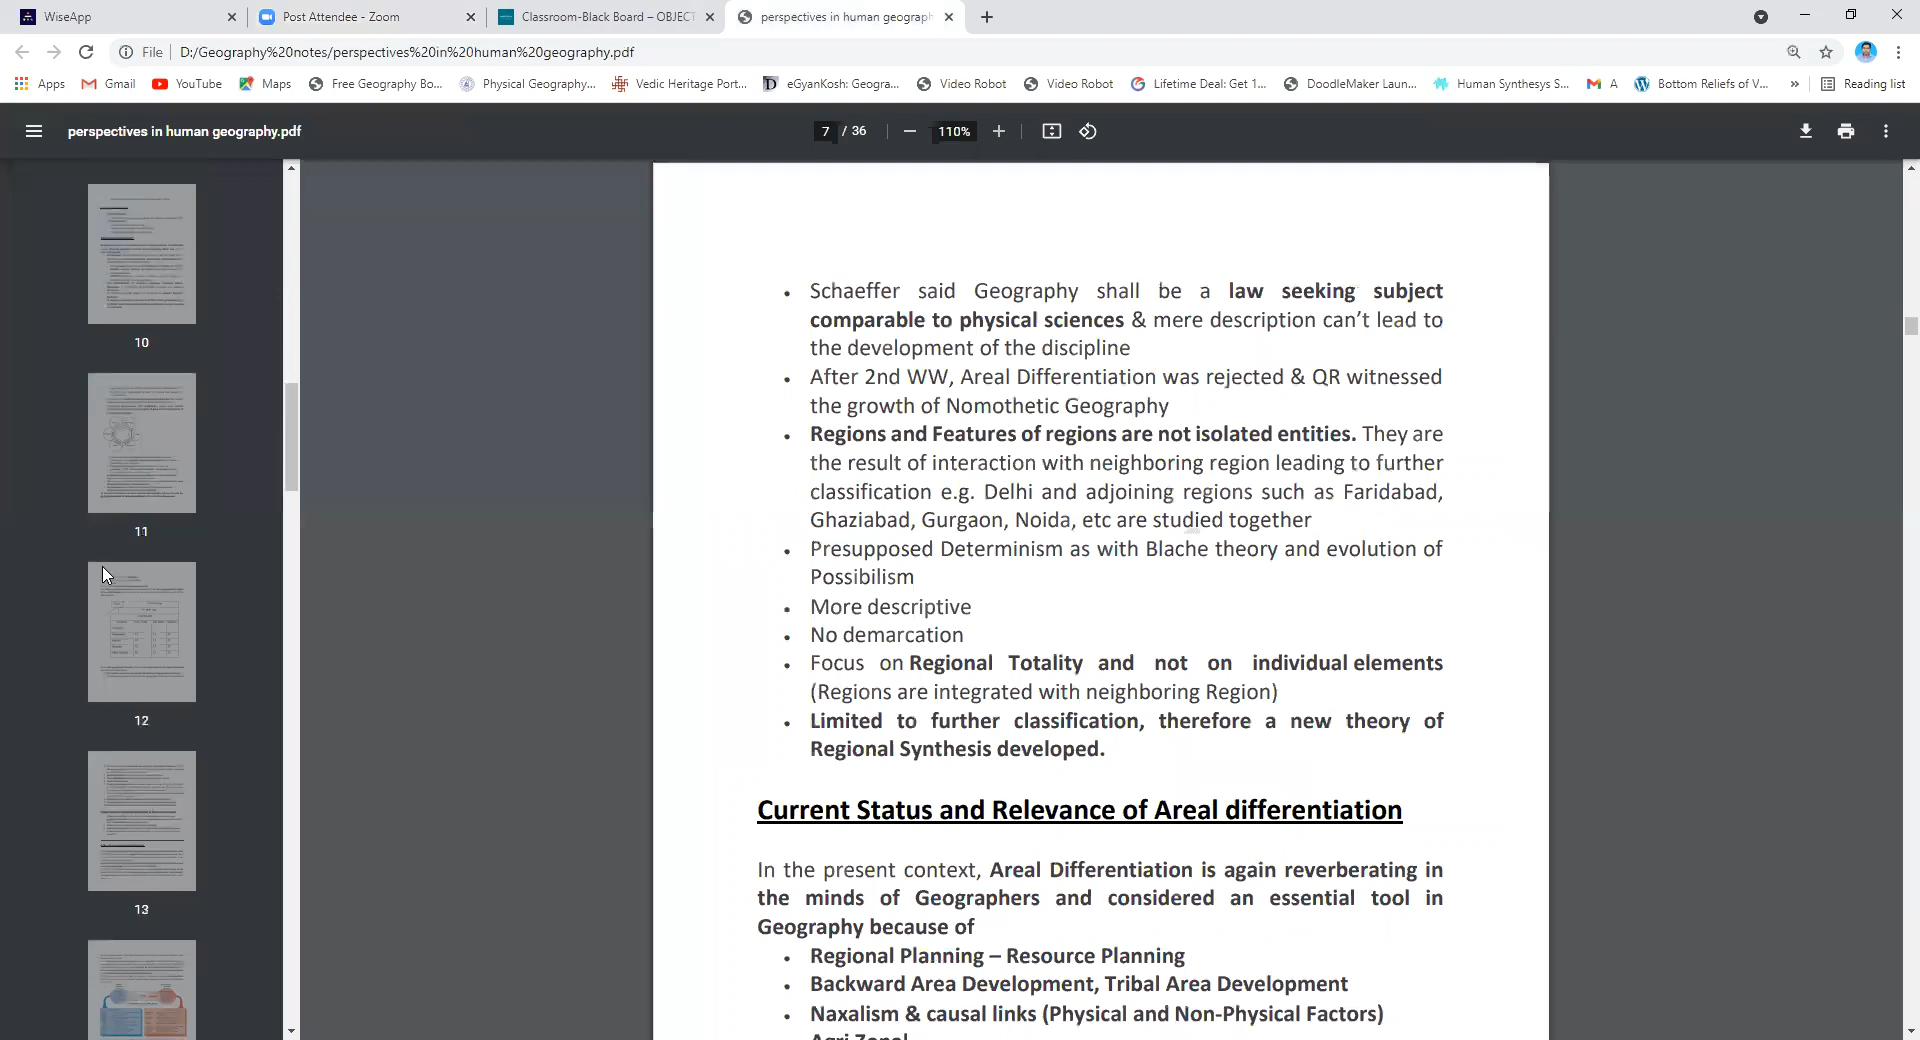 WiseApp
Post Attendee - Zoom
Classroom-Black Board – OBJECT
perspectives in human geograph
File
D:/Geography%20notes/perspectives%20in%20human%20geography.pdf
Apps
Gmail
YouTube
Maps
Free Geography Bo...
Physical Geography...
Vedic Heritage Port...
eGyanKosh: Geogra...
Video Robot
Video Robot
Lifetime Deal: Get 1...
DoodleMaker Laun...
Human Synthesys S...
A
Bottom Reliefs of V...
»
Reading list
perspectives in human geography.pdf
7 / 36
110%
10
11
12
13
• Schaeffer said Geography shall be a law seeking subject
comparable to physical sciences & mere description can’t lead to
the development of the discipline
• After 2nd WW, Areal Differentiation was rejected & QR witnessed
the growth of Nomothetic Geography
• Regions and Features of regions are not isolated entities. They are
the result of interaction with neighboring region leading to further
classification e.g. Delhi and adjoining regions such as Faridabad,
Ghaziabad, Gurgaon, Noida, etc are studied together
• Presupposed Determinism as with Blache theory and evolution of
Possibilism
• More descriptive
• No demarcation
• Focus on Regional Totality and not on individual elements
(Regions are integrated with neighboring Region)
• Limited to further classification, therefore a new theory of
Regional Synthesis developed.
Current Status and Relevance of Areal differentiation
In the present context, Areal Differentiation is again reverberating in
the minds of Geographers and considered an essential tool in
Geography because of
• Regional Planning – Resource Planning
• Backward Area Development, Tribal Area Development
• Naxalism & causal links (Physical and Non-Physical Factors)